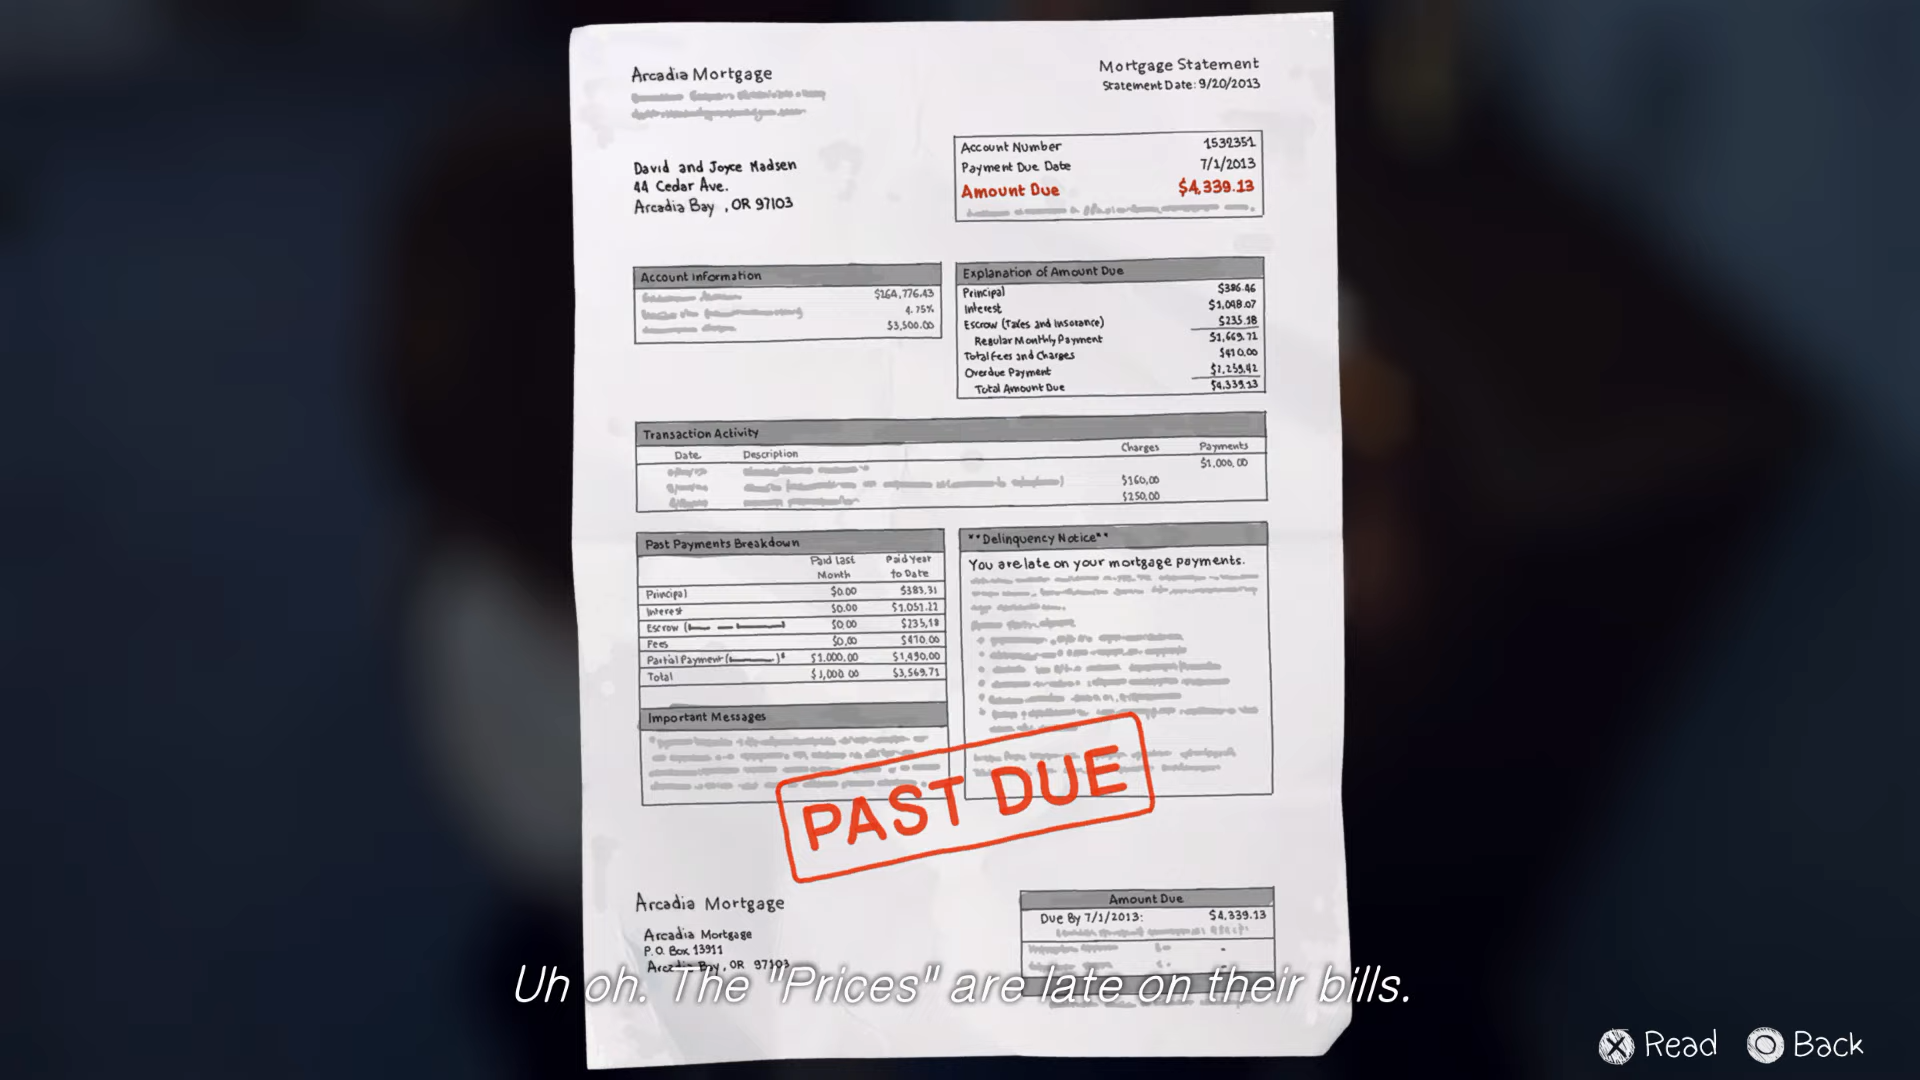 Arcadia Mortgage
Mortgage Statement
Statement Date: 9/20/2013
David and Joyce Madsen
44 Cedar Ave.
Arcadia Bay , OR 97103
Account Number 1532351
Payment Due Date 7/1/2013
Amount Due $4,339.13
Account Information
$264,776.43
4.75%
$3,500.00
Explanation of Amount Due
Principal $386.46
Interest $1,048.07
Escrow (Taxes and Insurance) $235.18
Regular Monthly Payment $1,669.71
Total Fees and Charges $410.00
Overdue Payment $2,259.42
Total Amount Due $4,339.13
Transaction Activity
Date Description Charges Payments
$1,000.00
$160.00
$250.00
Past Payments Breakdown
Paid Last Month Paid Year to Date
Principal $0.00 $383.31
Interest $0.00 $1,051.22
Escrow ( $0.00 $235.18
Fees $0.00 $410.00
Partial Payment ( )* $1,000.00 $1,490.00
Total $1,000.00 $3,569.71
**Delinquency Notice**
You are late on your mortgage payments.
Important Messages
PAST DUE
Arcadia Mortgage
Arcadia Mortgage
P.O. Box 13911
Arcadia Bay, OR 97103
Amount Due
Due By 7/1/2013: $4,339.13
Uh oh. The "Prices" are late on their bills.
Read
Back